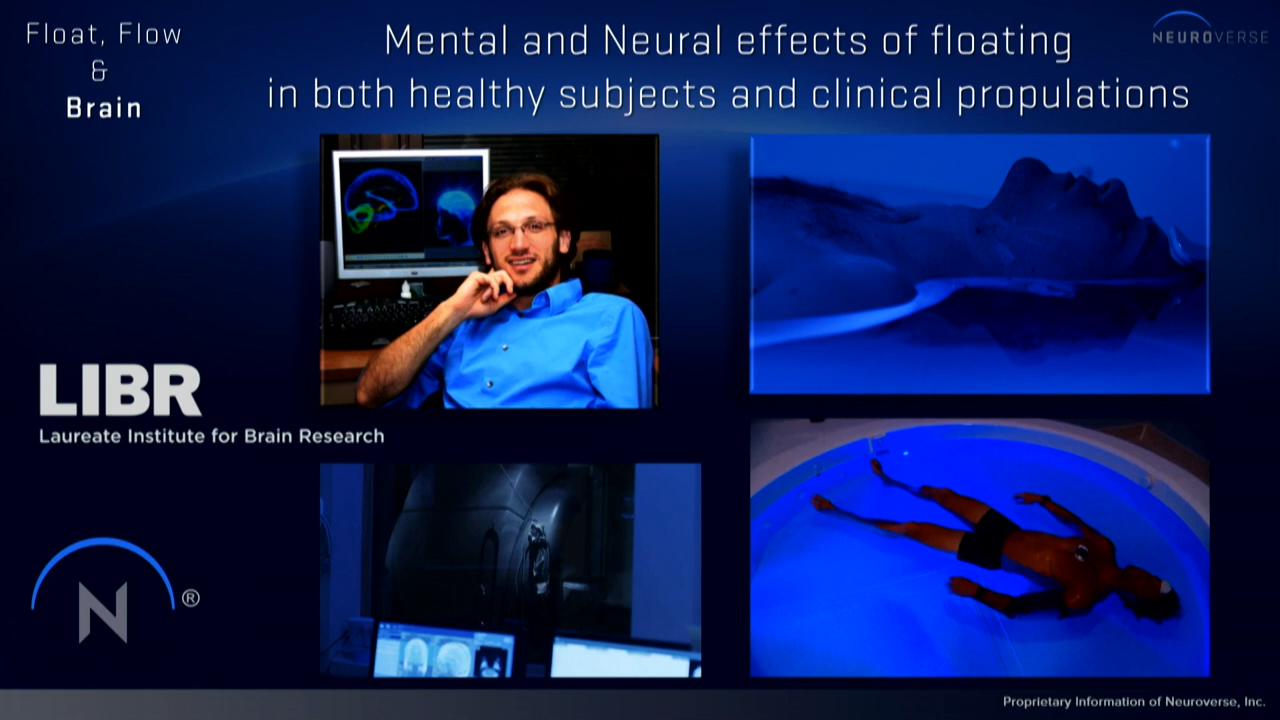 Float, Flow
&
Brain
Mental and Neural effects of floating
in both healthy subjects and clinical propulations
NEUROVERSE
LIBR
Laureate Institute for Brain Research
N ®
Proprietary Information of Neuroverse, Inc.